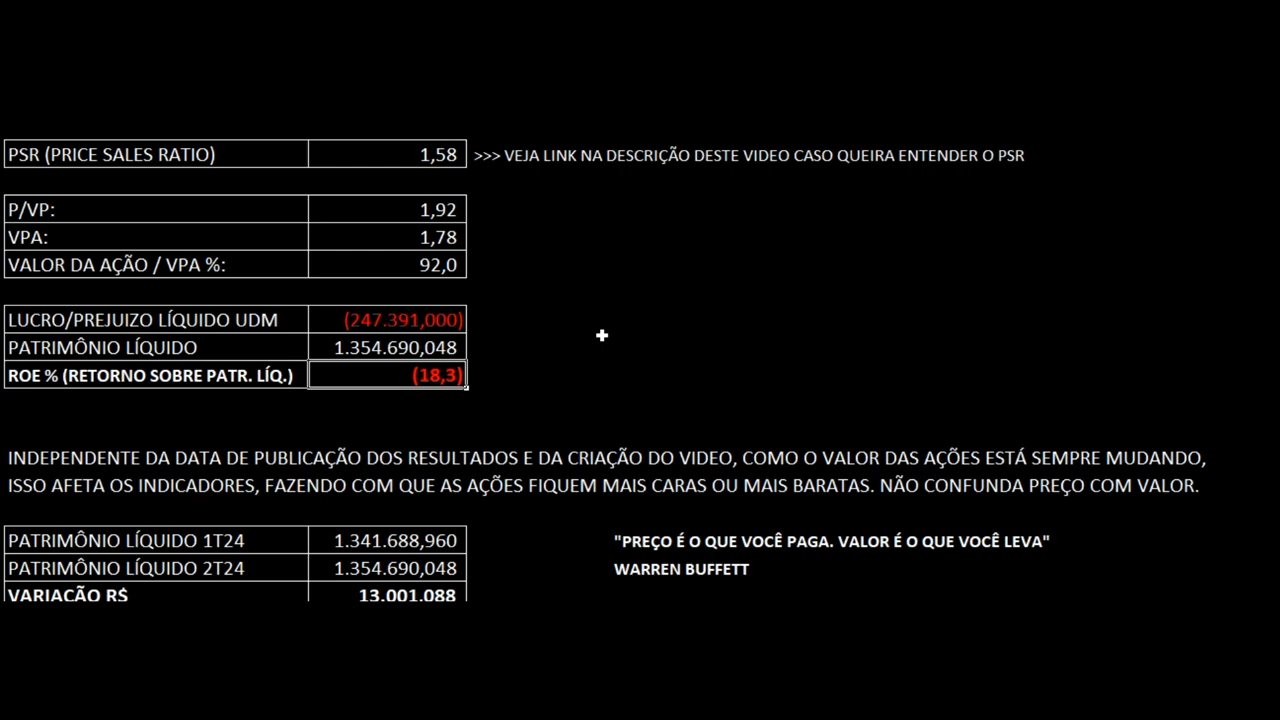 PSR (PRICE SALES RATIO) 1,58 >>> VEJA LINK NA DESCRIÇÃO DESTE VIDEO CASO QUEIRA ENTENDER O PSR
P/VP: 1,92
VPA: 1,78
VALOR DA AÇÃO / VPA %: 92,0
LUCRO/PREJUIZO LÍQUIDO UDM (247.391,000)
PATRIMÔNIO LÍQUIDO 1.354.690,048
ROE % (RETORNO SOBRE PATR. LÍQ.) (18,3)
INDEPENDENTE DA DATA DE PUBLICAÇÃO DOS RESULTADOS E DA CRIAÇÃO DO VIDEO, COMO O VALOR DAS AÇÕES ESTÁ SEMPRE MUDANDO,
ISSO AFETA OS INDICADORES, FAZENDO COM QUE AS AÇÕES FIQUEM MAIS CARAS OU MAIS BARATAS. NÃO CONFUNDA PREÇO COM VALOR.
PATRIMÔNIO LÍQUIDO 1T24 1.341.688,960 "PREÇO É O QUE VOCÊ PAGA. VALOR É O QUE VOCÊ LEVA"
PATRIMÔNIO LÍQUIDO 2T24 1.354.690,048 WARREN BUFFETT
VARIAÇÃO R$ 13.001,088